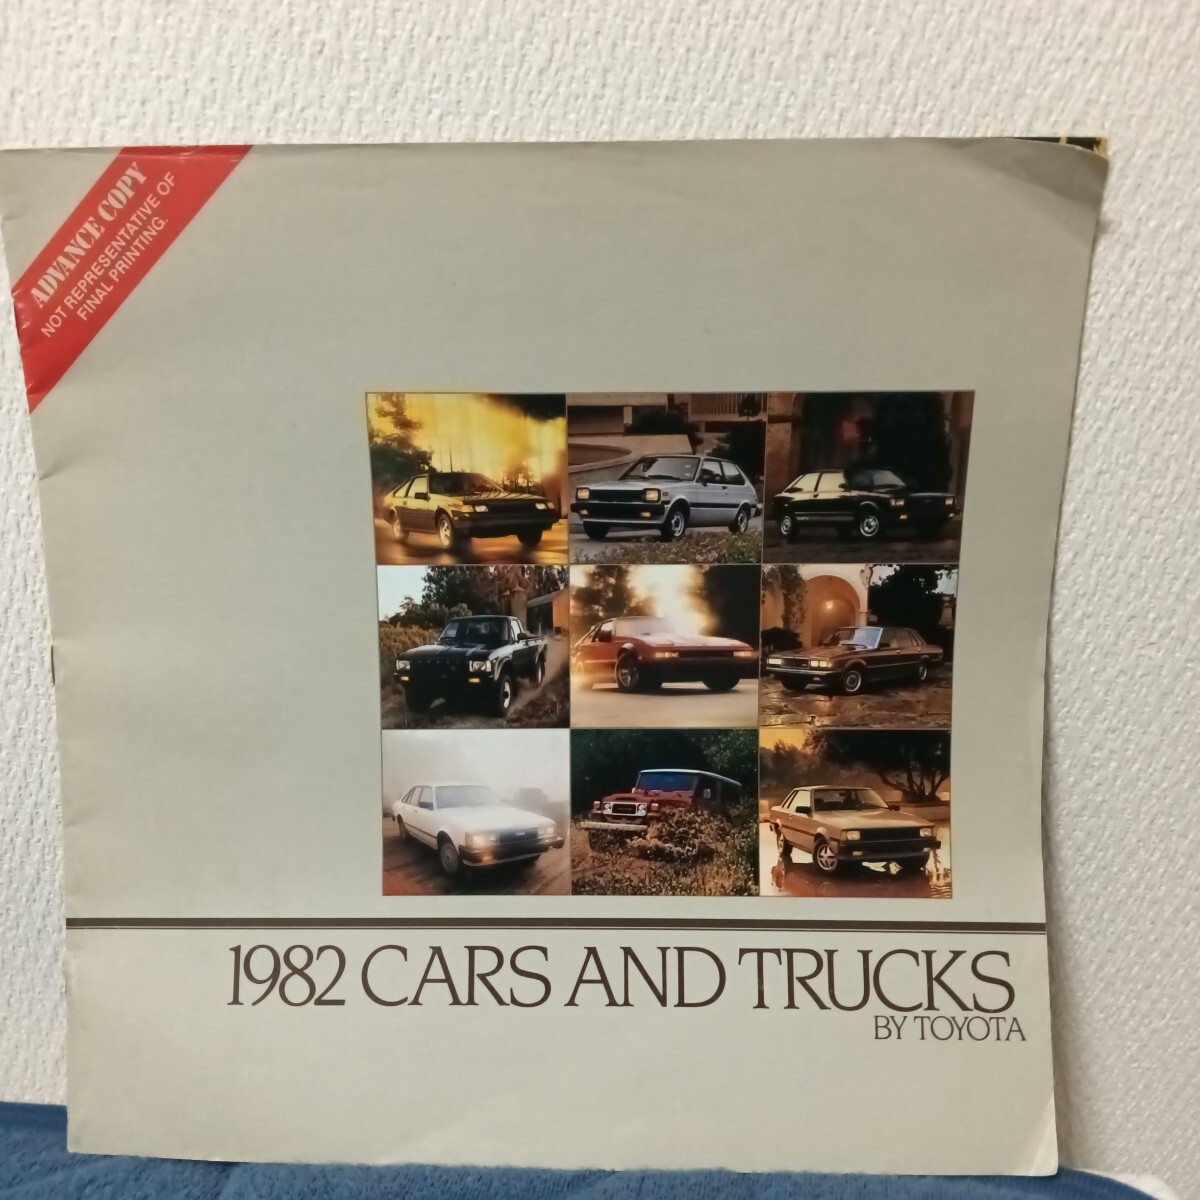 ADVANCE COPY
NOT REPRESENTATIVE OF
FINAL PRINTING.
1982 CARS AND TRUCKS
BY TOYOTA